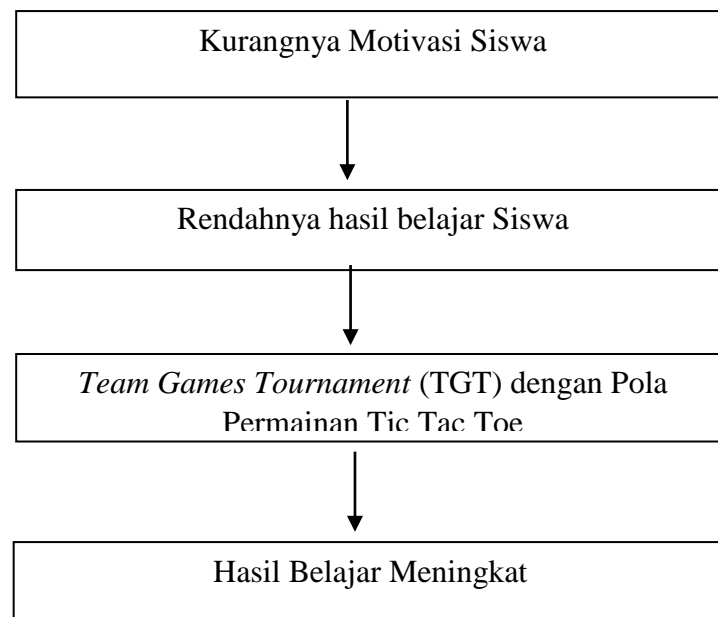 Kurangnya Motivasi Siswa
Rendahnya hasil belajar Siswa
Team Games Tournament (TGT) dengan Pola
Permainan Tic Tac Toe
Hasil Belajar Meningkat